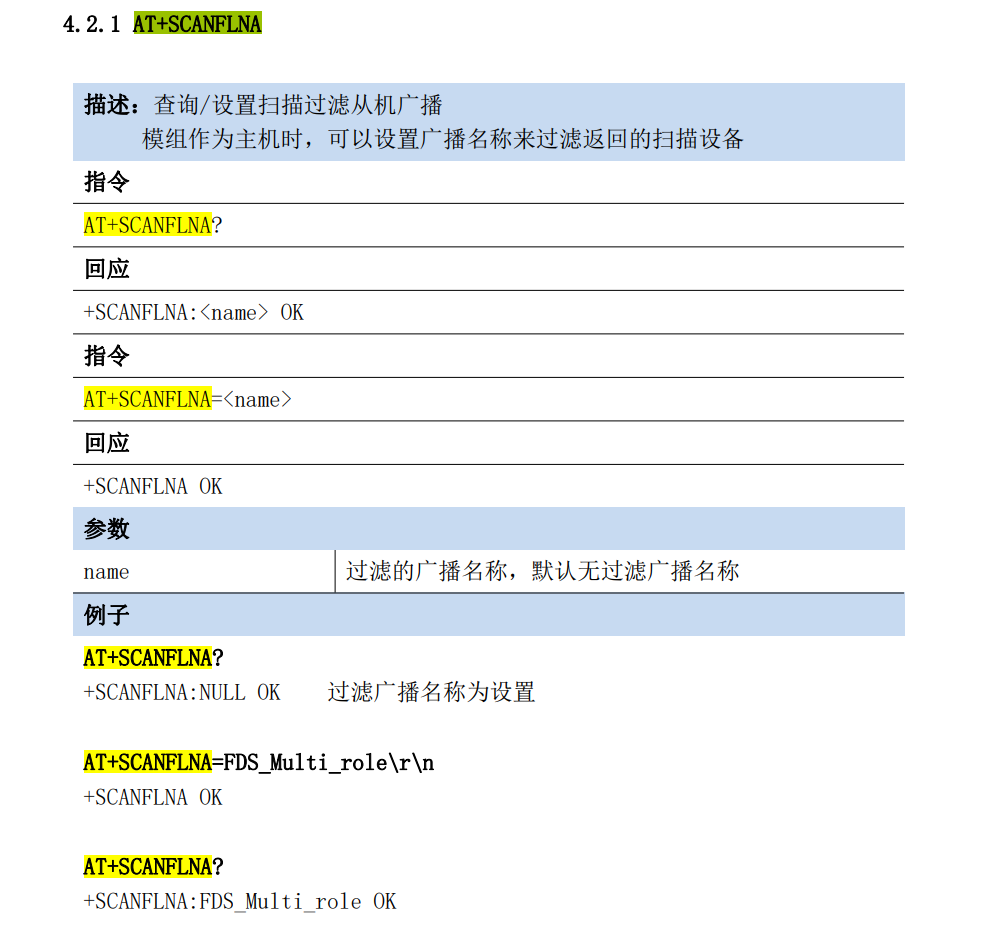 4.2.1 AT+SCANFLNA
描述：查询/设置扫描过滤从机广播
模组作为主机时，可以设置广播名称来过滤返回的扫描设备
指令
AT+SCANFLNA?
回应
+SCANFLNA:<name> OK
指令
AT+SCANFLNA=<name>
回应
+SCANFLNA OK
参数
name 过滤的广播名称，默认无过滤广播名称
例子
AT+SCANFLNA?
+SCANFLNA:NULL OK 过滤广播名称为设置
AT+SCANFLNA=FDS_Multi_role\r\n
+SCANFLNA OK
AT+SCANFLNA?
+SCANFLNA:FDS_Multi_role OK